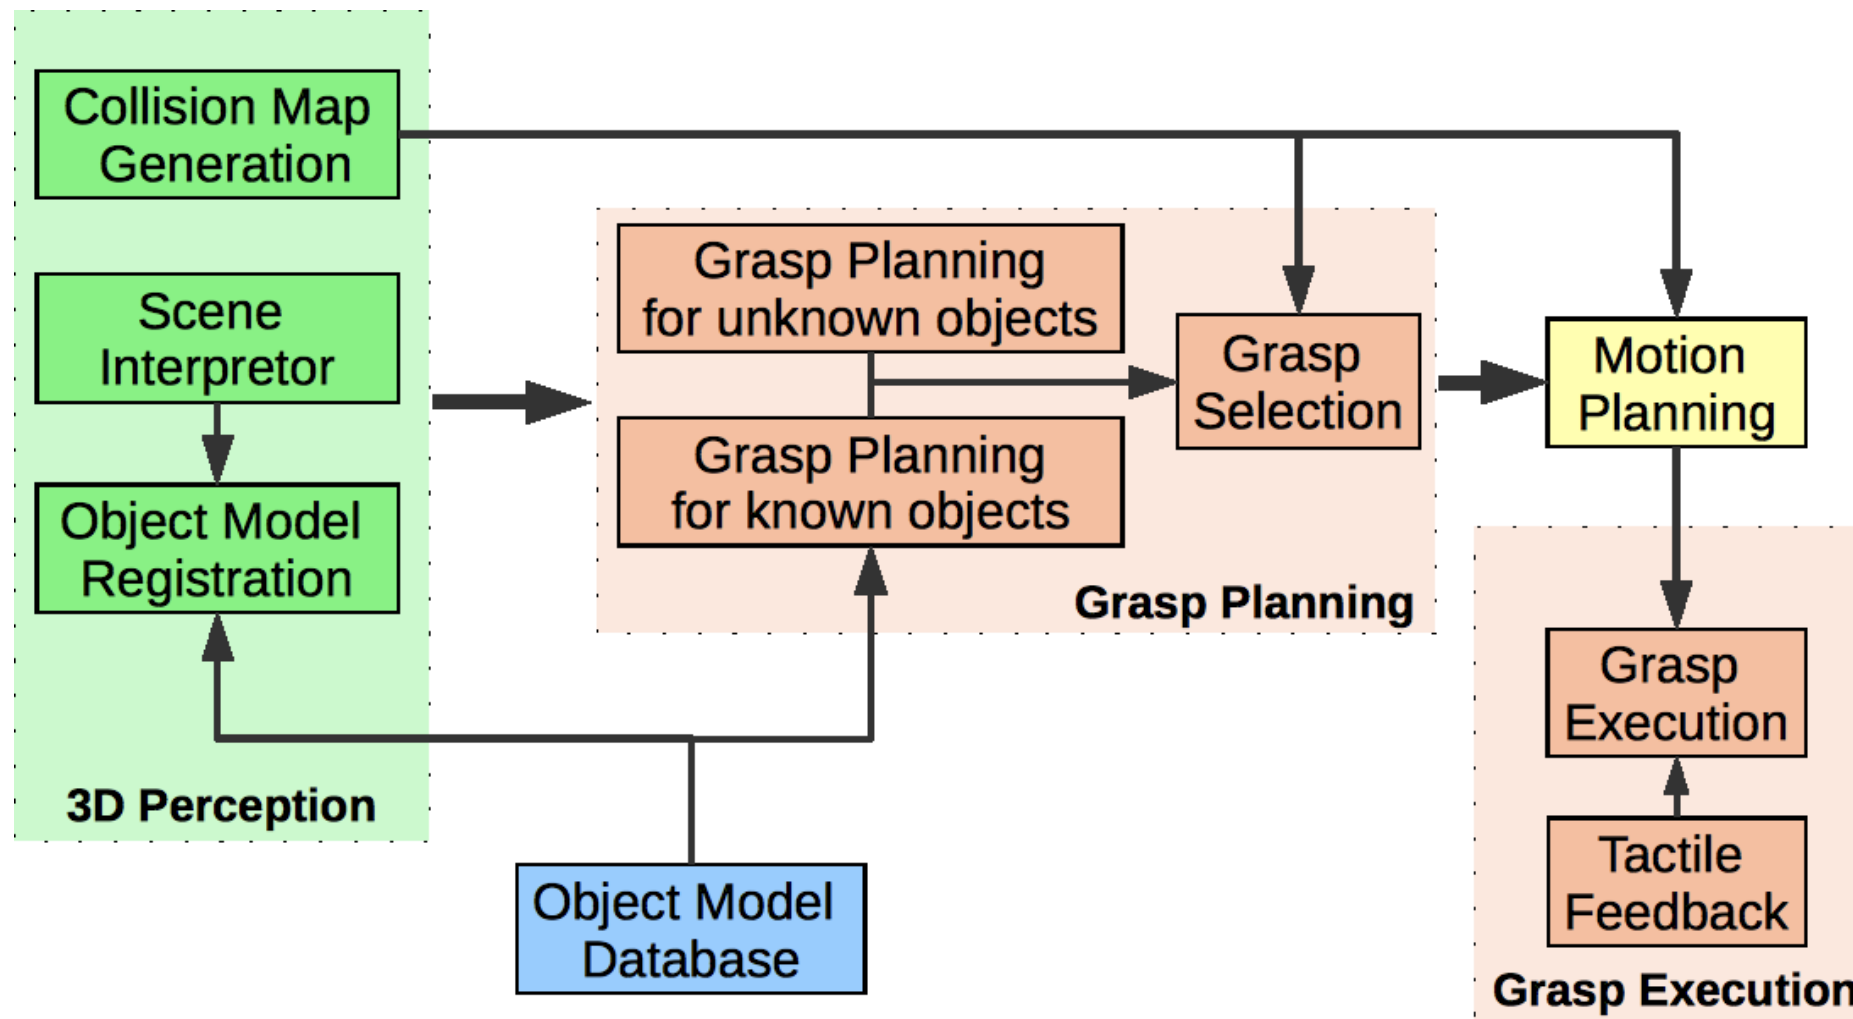 Collision Map
Generation
Scene
Interpretor
Object Model
Registration
3D Perception
Grasp Planning
for unknown objects
Grasp Planning
for known objects
Grasp
Selection
Grasp Planning
Motion
Planning
Grasp
Execution
Tactile
Feedback
Grasp Execution
Object Model
Database